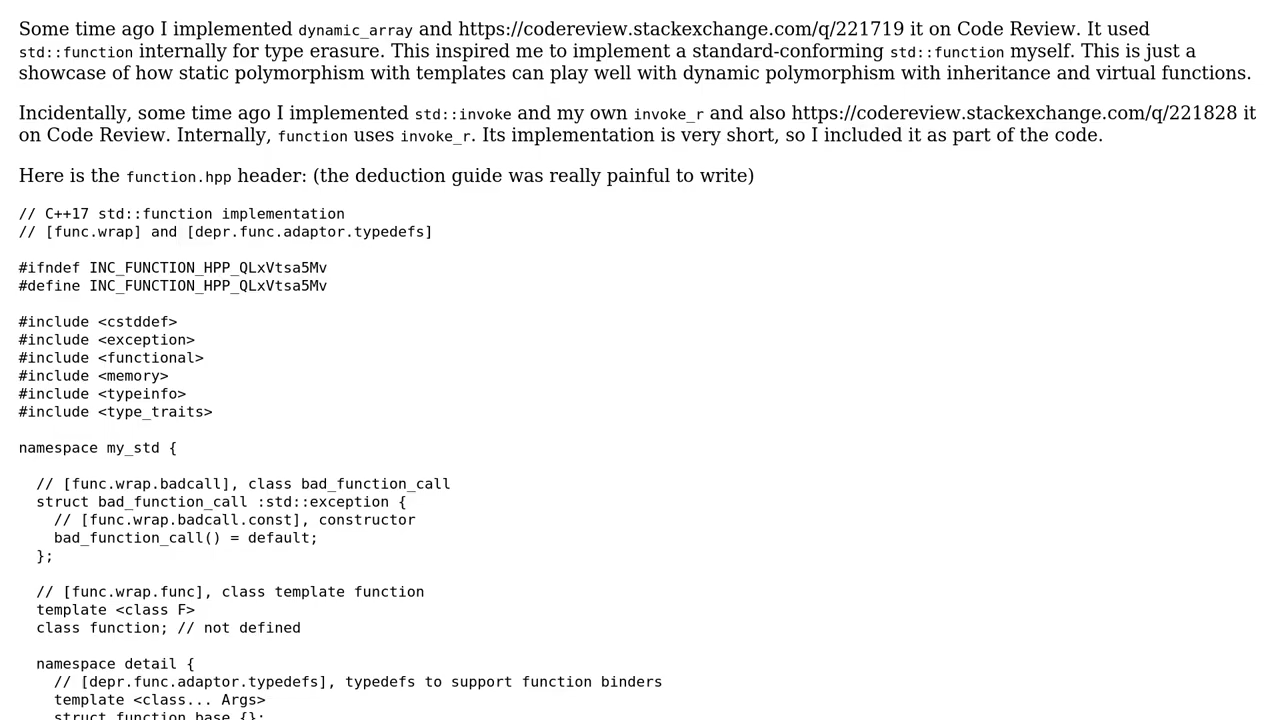 Some time ago I implemented dynamic_array and https://codereview.stackexchange.com/q/221719 it on Code Review. It used
std::function internally for type erasure. This inspired me to implement a standard-conforming std::function myself. This is just a
showcase of how static polymorphism with templates can play well with dynamic polymorphism with inheritance and virtual functions.
Incidentally, some time ago I implemented std::invoke and my own invoke_r and also https://codereview.stackexchange.com/q/221828 it
on Code Review. Internally, function uses invoke_r. Its implementation is very short, so I included it as part of the code.
Here is the function.hpp header: (the deduction guide was really painful to write)
// C++17 std::function implementation
// [func.wrap] and [depr.func.adaptor.typedefs]
#ifndef INC_FUNCTION_HPP_QLxVtsa5Mv
#define INC_FUNCTION_HPP_QLxVtsa5Mv
#include <cstddef>
#include <exception>
#include <functional>
#include <memory>
#include <typeinfo>
#include <type_traits>
namespace my_std {
// [func.wrap.badcall], class bad_function_call
struct bad_function_call :std::exception {
// [func.wrap.badcall.const], constructor
bad_function_call() = default;
};
// [func.wrap.func], class template function
template <class F>
class function; // not defined
namespace detail {
// [depr.func.adaptor.typedefs], typedefs to support function binders
template <class... Args>
struct function_base {};